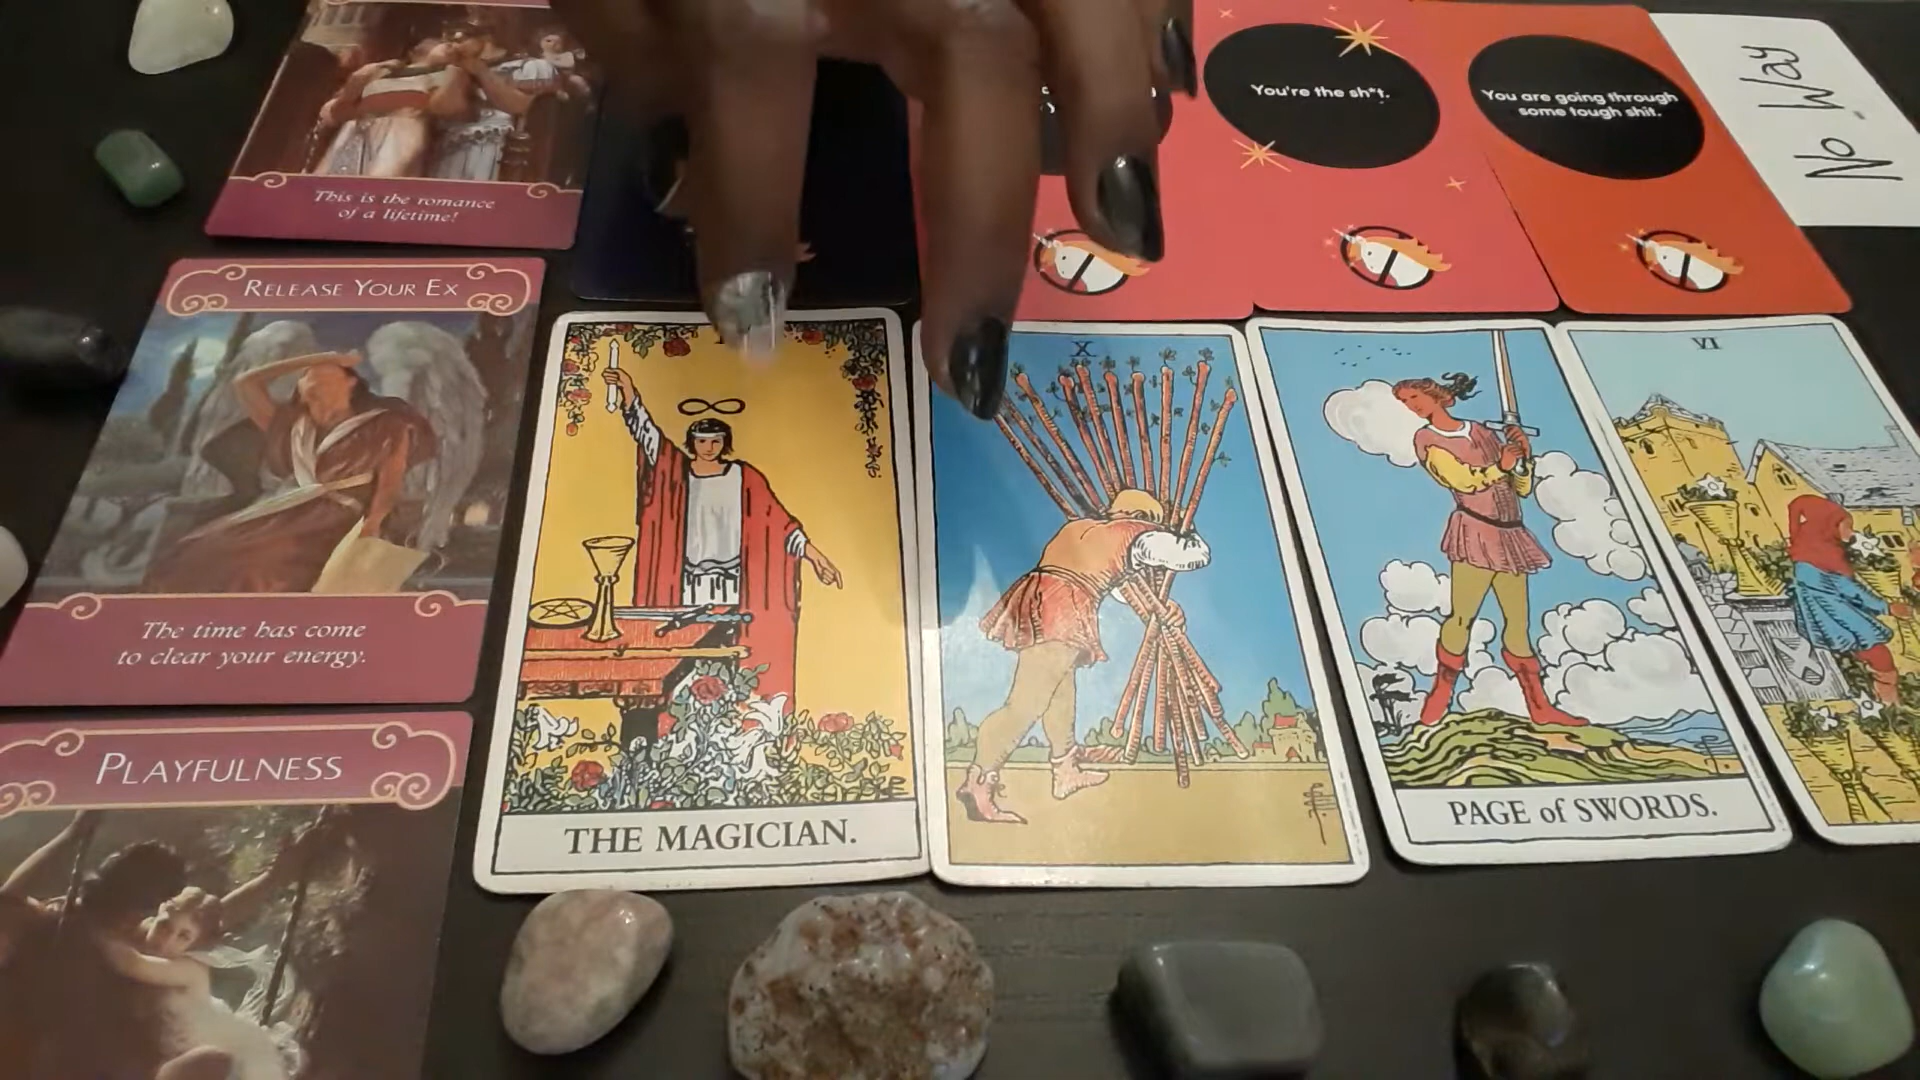 This is the romance
of a lifetime!
You're the sh*t.
You are going through
some tough shit.
No Way
RELEASE YOUR EX
The time has come
to clear your energy.
PLAYFULNESS
THE MAGICIAN.
X
PAGE of SWORDS.
VI